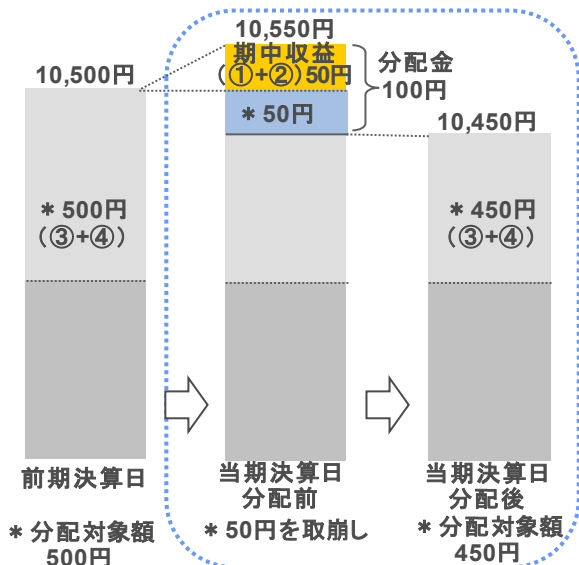 10,500円
＊500円
（③+④）
前期決算日
＊分配対象額
500円
10,550円
期中収益
（①+②）50円
＊50円
分配金
100円
当期決算日
分配前
＊50円を取崩し
10,450円
＊450円
（③+④）
当期決算日
分配後
＊分配対象額
450円